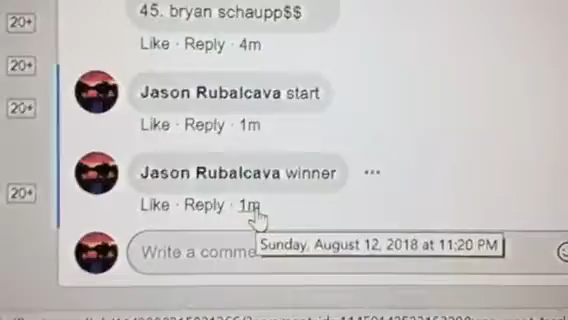 45. bryan schaupp$$
20+
Like · Reply · 4m
20+
Jason Rubalcava start
20+
Like · Reply · 1m
Jason Rubalcava winner ...
20+
Like · Reply · 1m
Write a comme
Sunday, August 12, 2018 at 11:20 PM